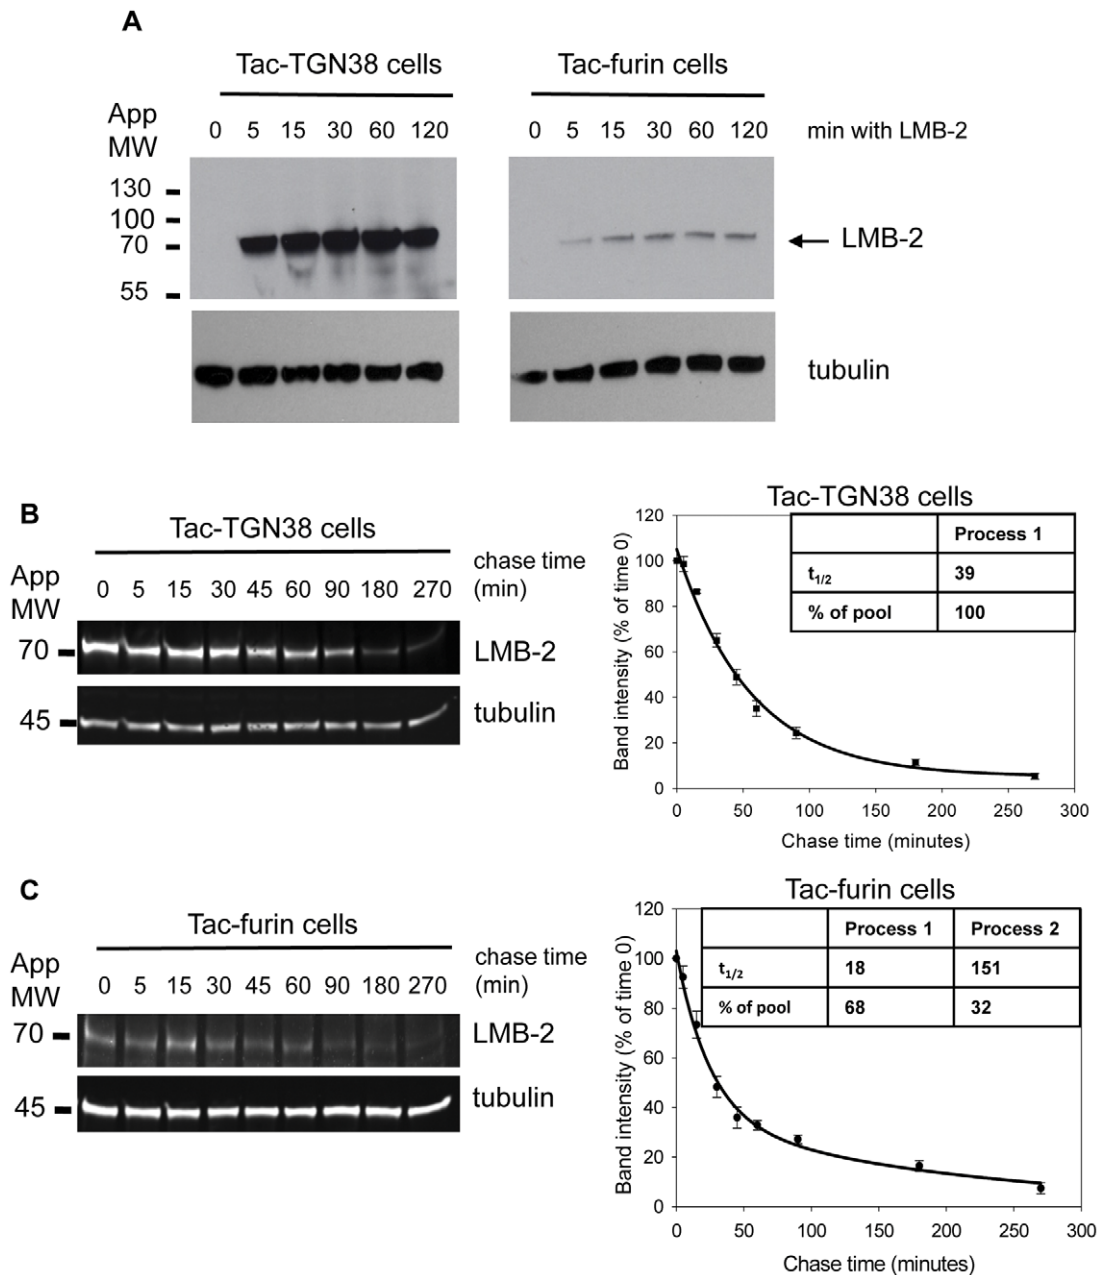 A
Tac-TGN38 cells
Tac-furin cells
App
MW
0 5 15 30 60 120
0 5 15 30 60 120
min with LMB-2
130
100
70
55
LMB-2
tubulin
B
Tac-TGN38 cells
chase time
(min)
App
MW
0 5 15 30 45 60 90 180 270
70
LMB-2
45
tubulin
Tac-TGN38 cells
Process 1
t1/2 39
% of pool 100
Band intensity (% of time 0)
120
100
80
60
40
20
0
0 50 100 150 200 250 300
Chase time (minutes)
C
Tac-furin cells
chase time
(min)
App
MW
0 5 15 30 45 60 90 180 270
70
LMB-2
45
tubulin
Tac-furin cells
Process 1 Process 2
t1/2 18 151
% of pool 68 32
Band intensity (% of time 0)
120
100
80
60
40
20
0
0 50 100 150 200 250 300
Chase time (minutes)